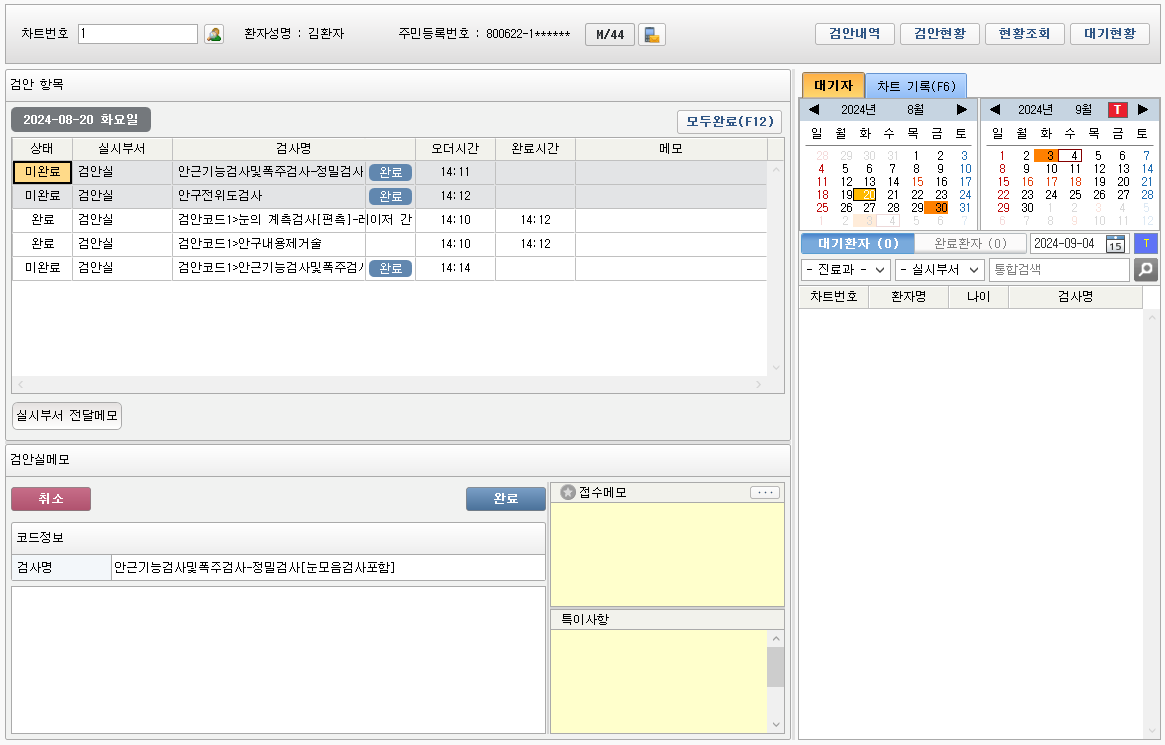 차트번호 1 환자성명 : 김환자 주민등록번호 : 800622-1****** M/44 검안내역 검안현황 현황조회 대기현황
검안 항목
2024-08-20 화요일 모두완료(F12)
상태 실시부서 검사명 오더시간 완료시간 메모
미완료 검안실 안근기능검사및폭주검사-정밀검사 완료 14:11
미완료 검안실 안구전위도검사 완료 14:12
완료 검안실 검안코드1>눈의 계측검사[편측]-레이저 간 14:10 14:12
완료 검안실 검안코드1>안구내용제거술 14:10 14:12
미완료 검안실 검안코드1>안근기능검사및폭주검사 완료 14:14
실시부서 전달메모
검안실메모
취소 완료
코드정보
검사명 안근기능검사및폭주검사-정밀검사[눈모음검사포함]
접수메모 ...
특이사항
대기자 차트 기록(F6)
◀ 2024년 8월 ▶
일 월 화 수 목 금 토
28 29 30 31 1 2 3
4 5 6 7 8 9 10
11 12 13 14 15 16 17
18 19 20 21 22 23 24
25 26 27 28 29 30 31
1 2 3 4 5 6 7
◀ 2024년 9월 T ▶
일 월 화 수 목 금 토
1 2 3 4 5 6 7
8 9 10 11 12 13 14
15 16 17 18 19 20 21
22 23 24 25 26 27 28
29 30 1 2 3 4 5
6 7 8 9 10 11 12
대기환자 (0) 완료환자 (0) 2024-09-04 15 T
- 진료과 - - 실시부서 - 통합검색
차트번호 환자명 나이 검사명